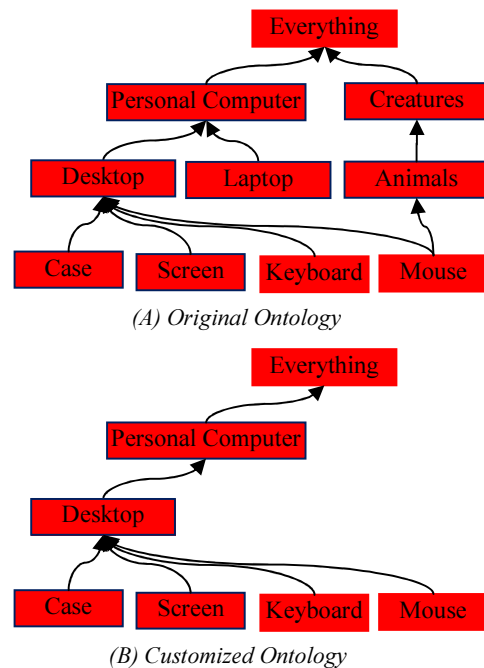 Everything
Personal Computer Creatures
Desktop Laptop Animals
Case Screen Keyboard Mouse
(A) Original Ontology
Everything
Personal Computer
Desktop
Case Screen Keyboard Mouse
(B) Customized Ontology